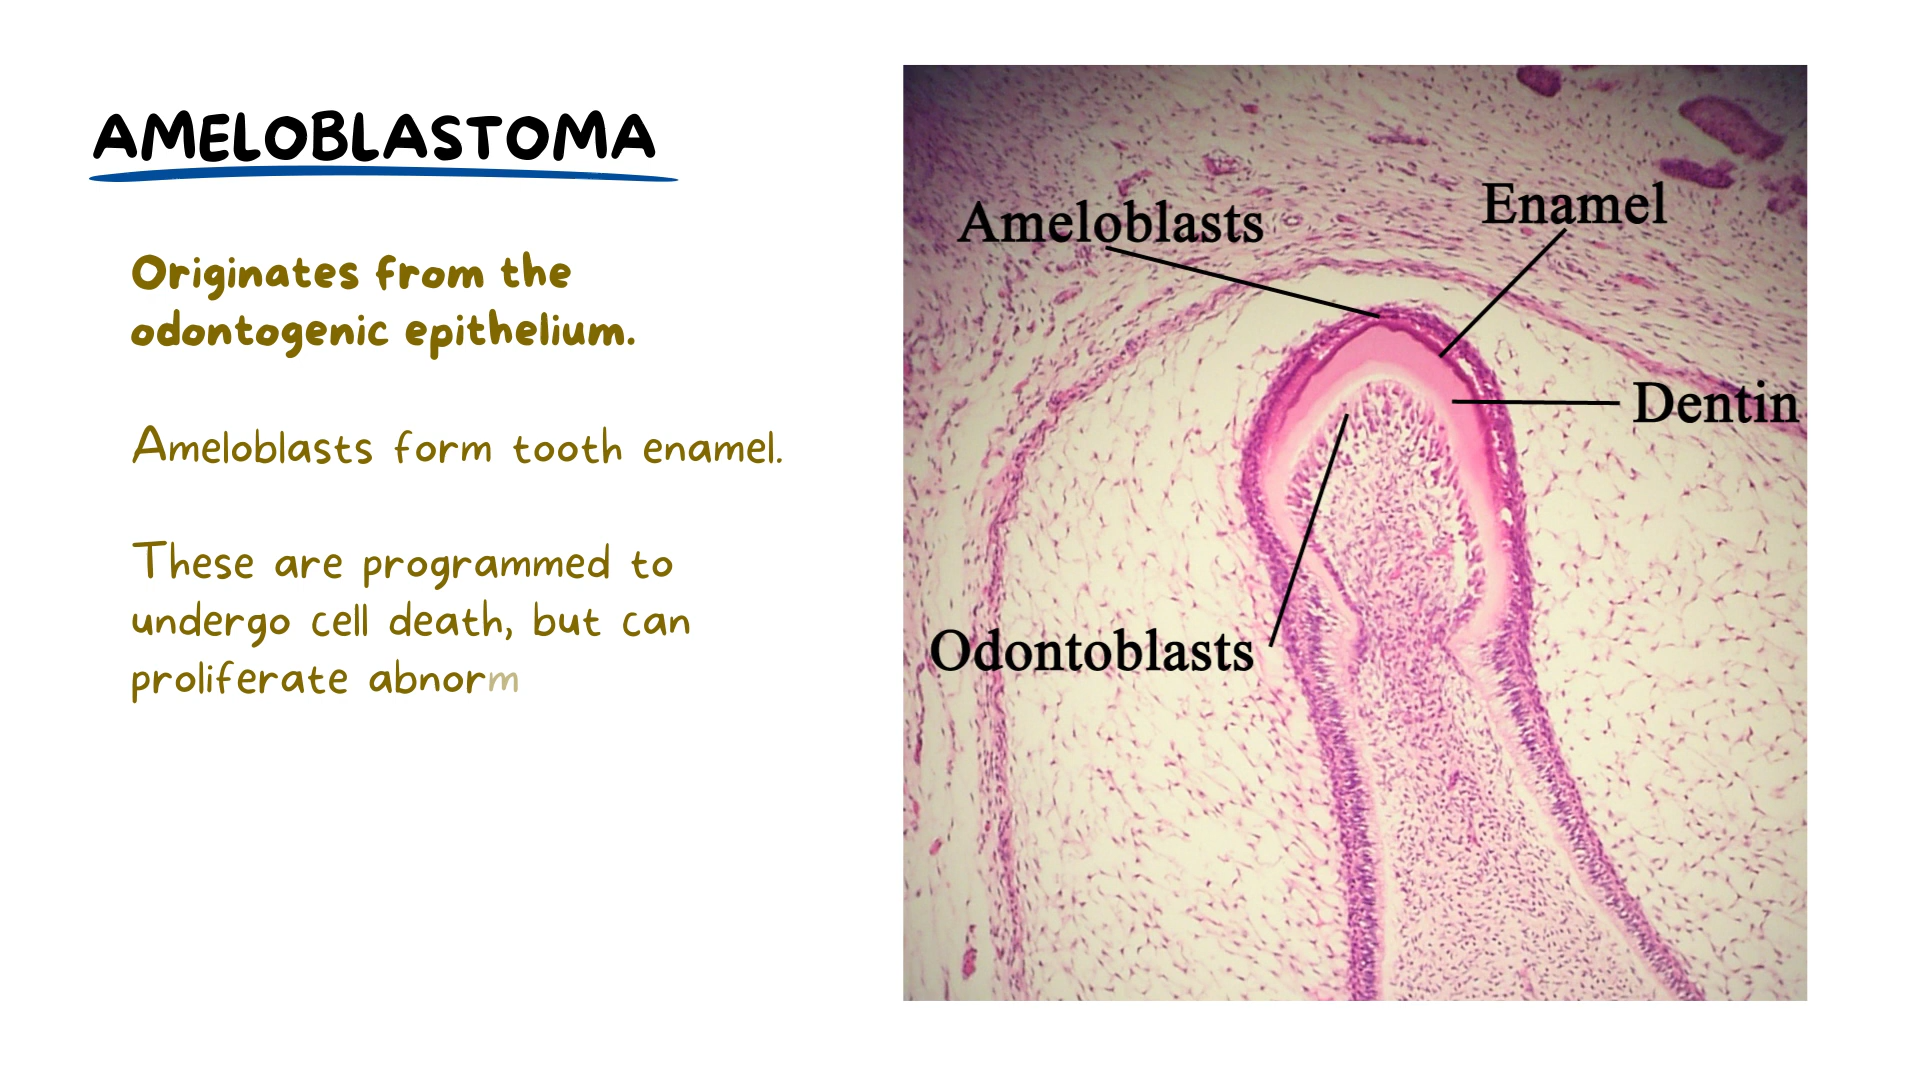 AMELOBLASTOMA
Originates from the
odontogenic epithelium.
Ameloblasts form tooth enamel.
These are programmed to
undergo cell death, but can
proliferate abnorm
Ameloblasts
Enamel
Dentin
Odontoblasts